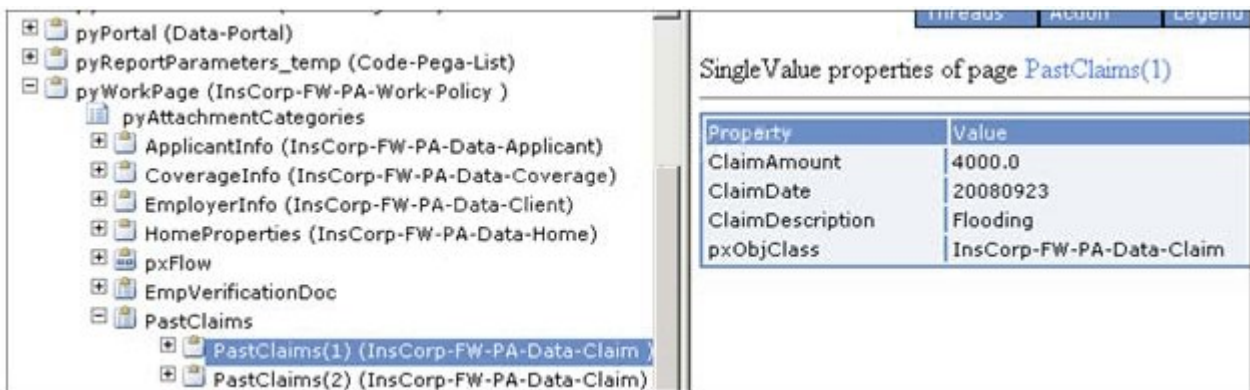 pyPortal (Data-Portal)
pyReportParameters_temp (Code-Pega-List)
pyWorkPage (InsCorp-FW-PA-Work-Policy )
pyAttachmentCategories
ApplicantInfo (InsCorp-FW-PA-Data-Applicant)
CoverageInfo (InsCorp-FW-PA-Data-Coverage)
EmployerInfo (InsCorp-FW-PA-Data-Client)
HomeProperties (InsCorp-FW-PA-Data-Home)
pxFlow
EmpVerificationDoc
PastClaims
PastClaims(1) (InsCorp-FW-PA-Data-Claim )
PastClaims(2) (InsCorp-FW-PA-Data-Claim)
Threads Action Legend
SingleValue properties of page PastClaims(1)
Property Value
ClaimAmount 4000.0
ClaimDate 20080923
ClaimDescription Flooding
pxObjClass InsCorp-FW-PA-Data-Claim